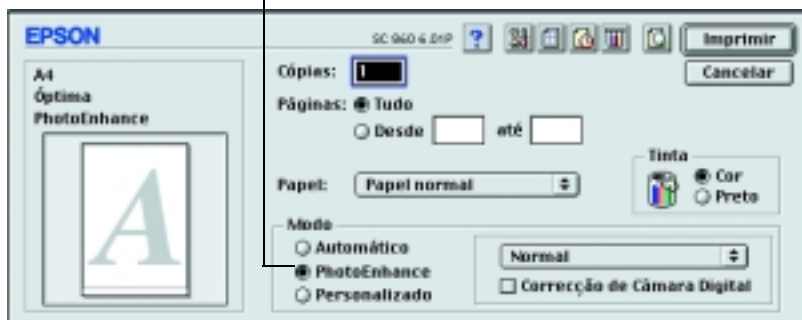 EPSON
SC 960 6.01P
?
Imprimir
A4
Óptima
PhotoEnhance
A
Cópias: 1
Cancelar
Páginas: Tudo
Desde até
Papel: Papel normal
Tinta
Cor
Preto
Modo
Automático
PhotoEnhance
Personalizado
Normal
Correcção de Câmara Digital